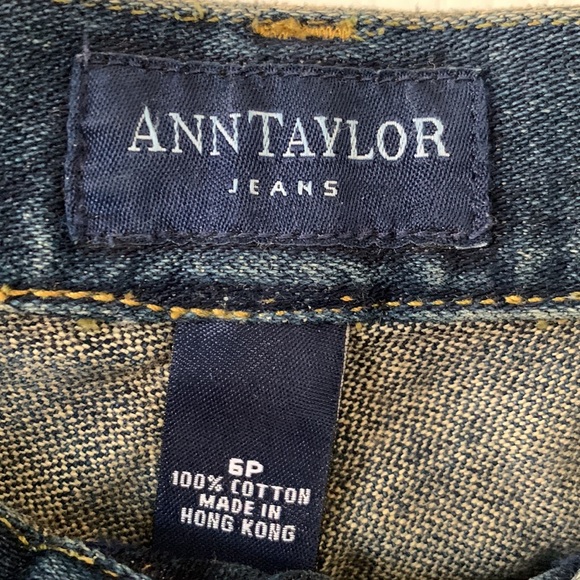 ANNTAYLOR
JEANS
6P
100% COTTON
MADE IN
HONG KONG